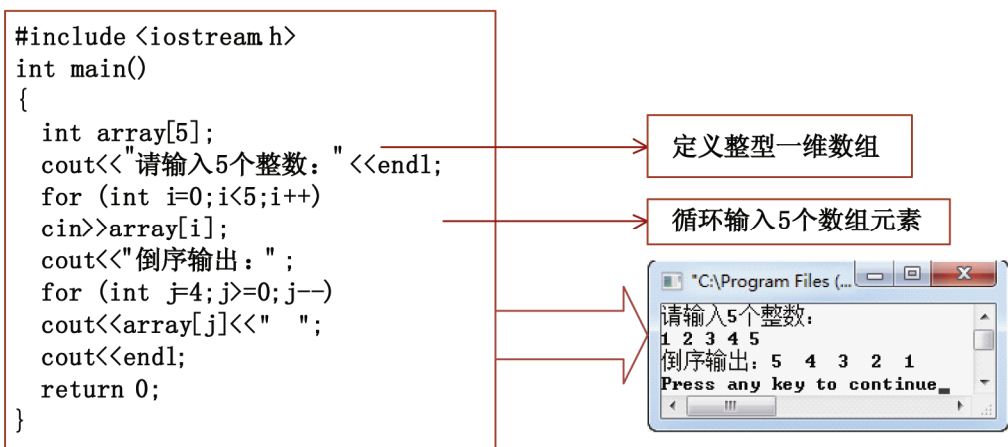 #include <iostream.h>
int main()
{
int array[5];
cout<<"请输入5个整数："<<endl;
for (int i=0;i<5;i++)
cin>>array[i];
cout<<"倒序输出："；
for (int j=4;j>=0;j--)
cout<<array[j]<<"  ";
cout<<endl;
return 0;
}
定义整型一维数组
循环输入5个数组元素
"C:\Program Files (...
请输入5个整数：
1 2 3 4 5
倒序输出：5  4  3  2  1
Press any key to continue_